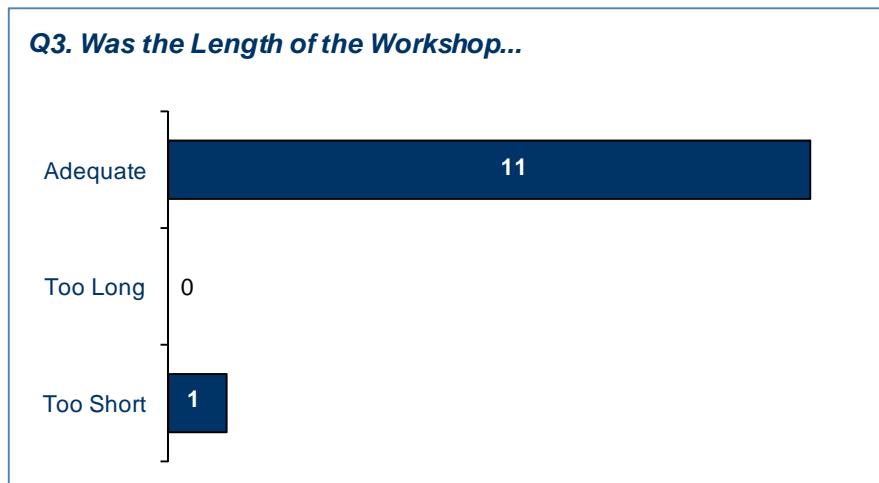 Q3. Was the Length of the Workshop...
Adequate
11
Too Long
0
Too Short
1